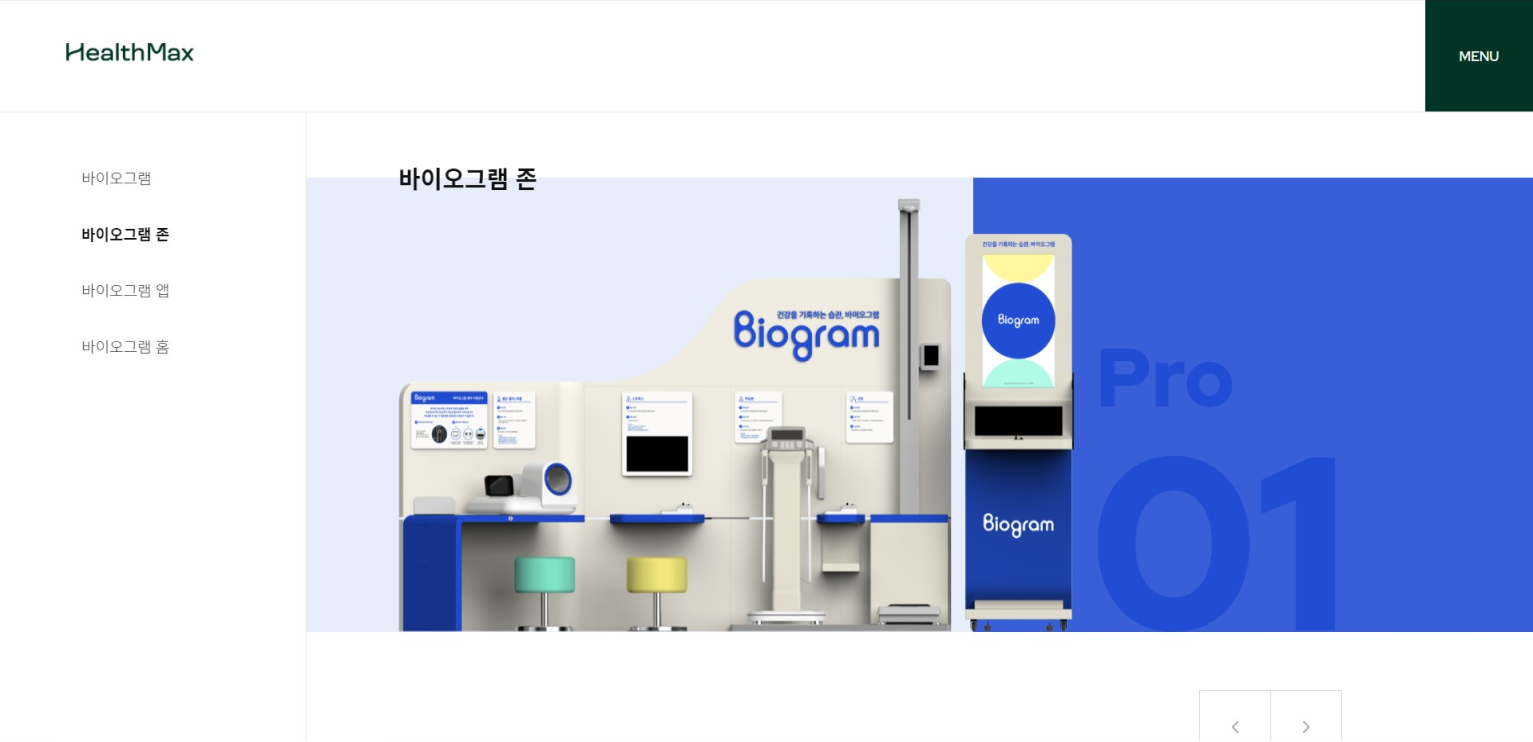 HealthMax
MENU
바이오그램
바이오그램 존
바이오그램 앱
바이오그램 홈
바이오그램 존
건강을 기록하는 습관, 바이오그램
Biogram
건강을 기록하는 습관, 바이오그램
Biogram
Biogram
Biogram
Pro
01